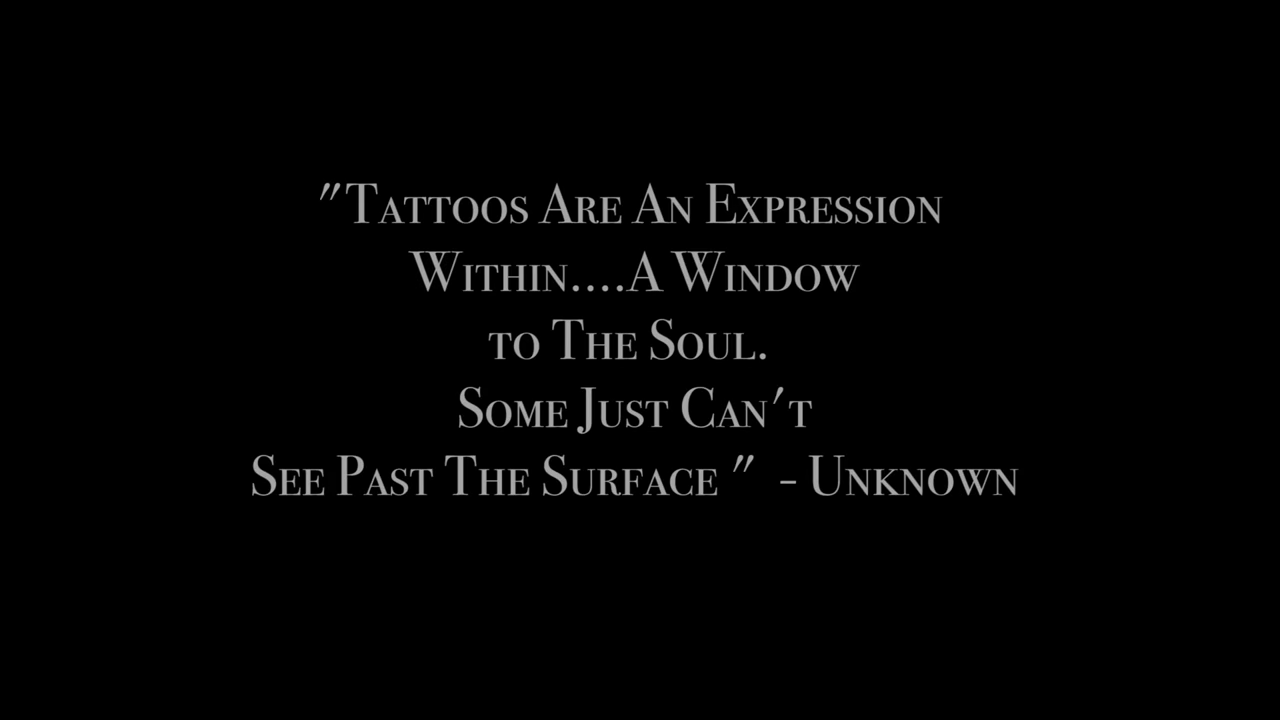 "Tattoos Are An Expression
Within....A Window
to The Soul.
Some Just Can't
See Past The Surface " - Unknown